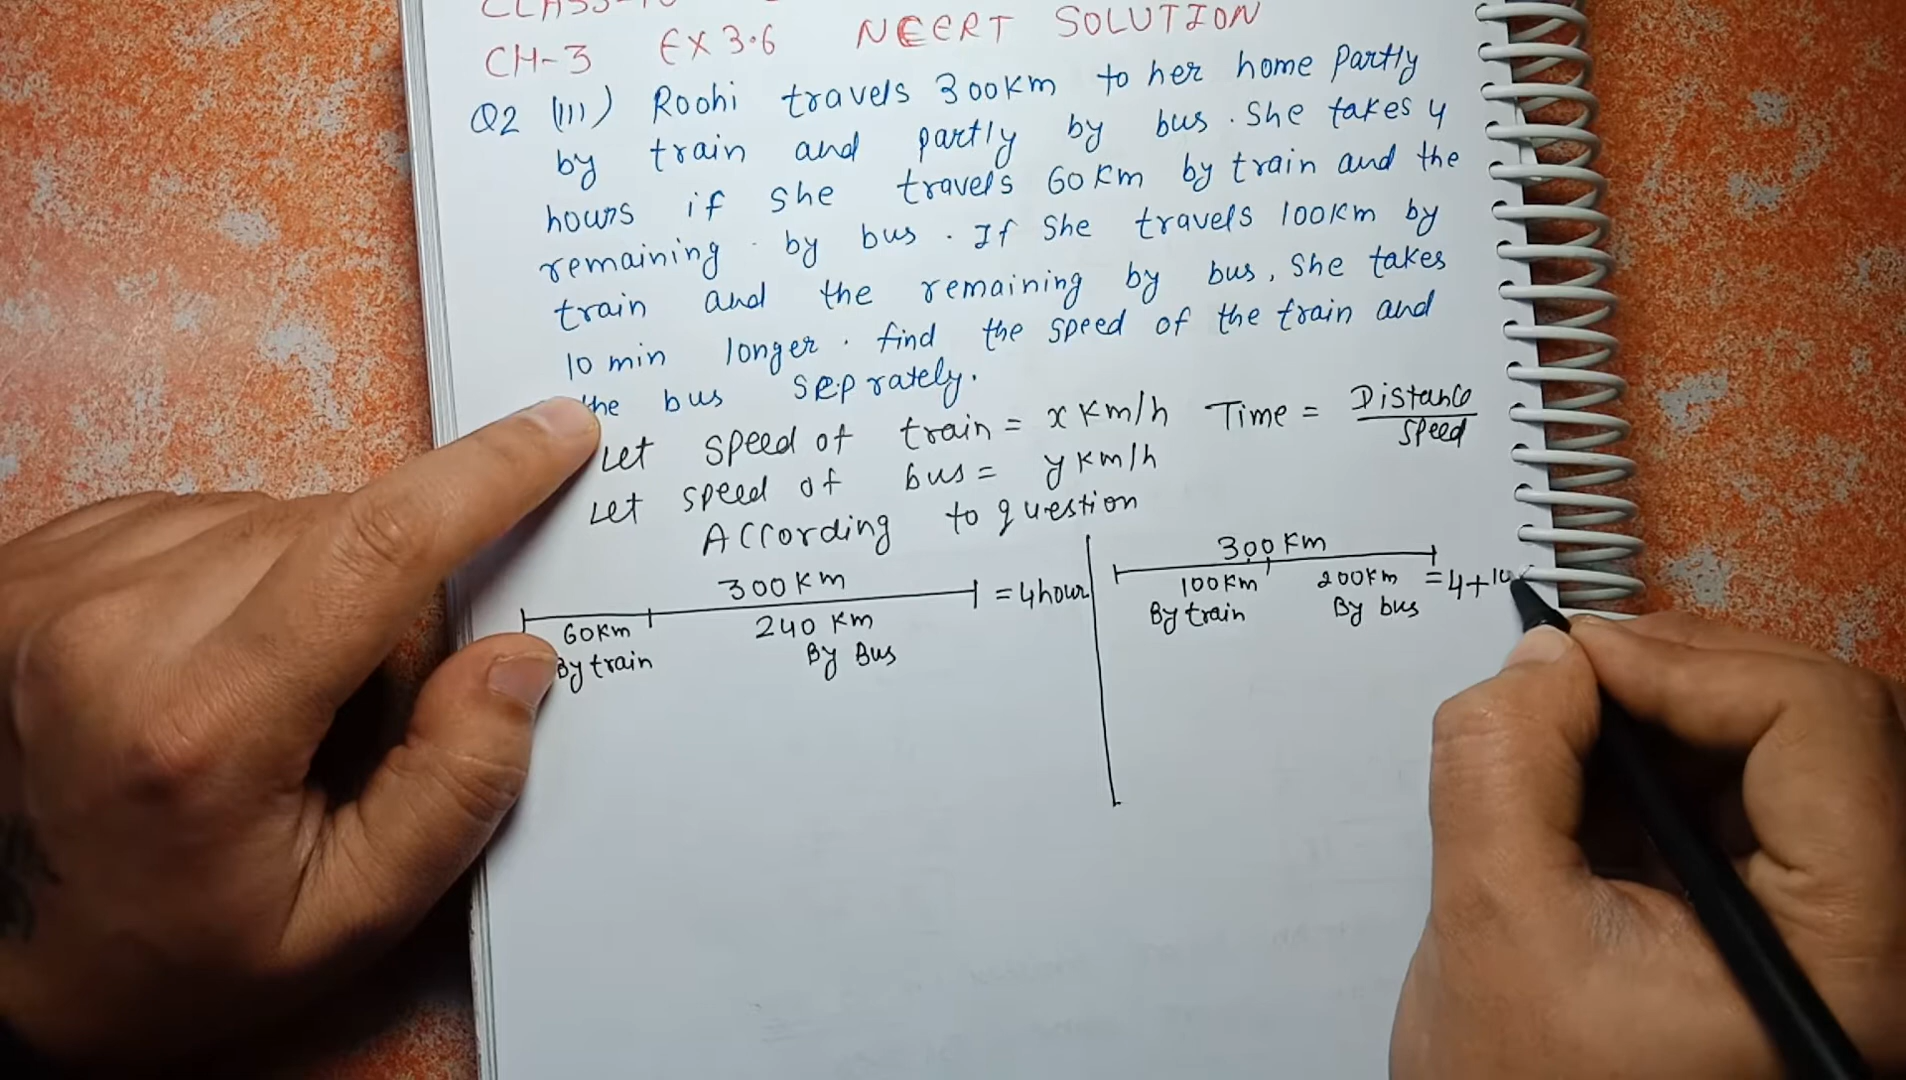 CH-3 EX 3.6 NEERT SOLUTION
Q2 (III) Roohi travels 300km to her home Partly
by train and partly by bus. She takes 4
hours if she travels 60km by train and the
remaining by bus. If She travels 100km by
train and the remaining by bus, She takes
10 min longer. find the speed of the train and
the bus seprately.
Let speed of train = x km/h Time = Distance/Speed
Let speed of bus = y km/h
According to question
300 km = 4 hour
60km 240 km
By train By Bus
300 km
100km 200km = 4+10
By train By bus